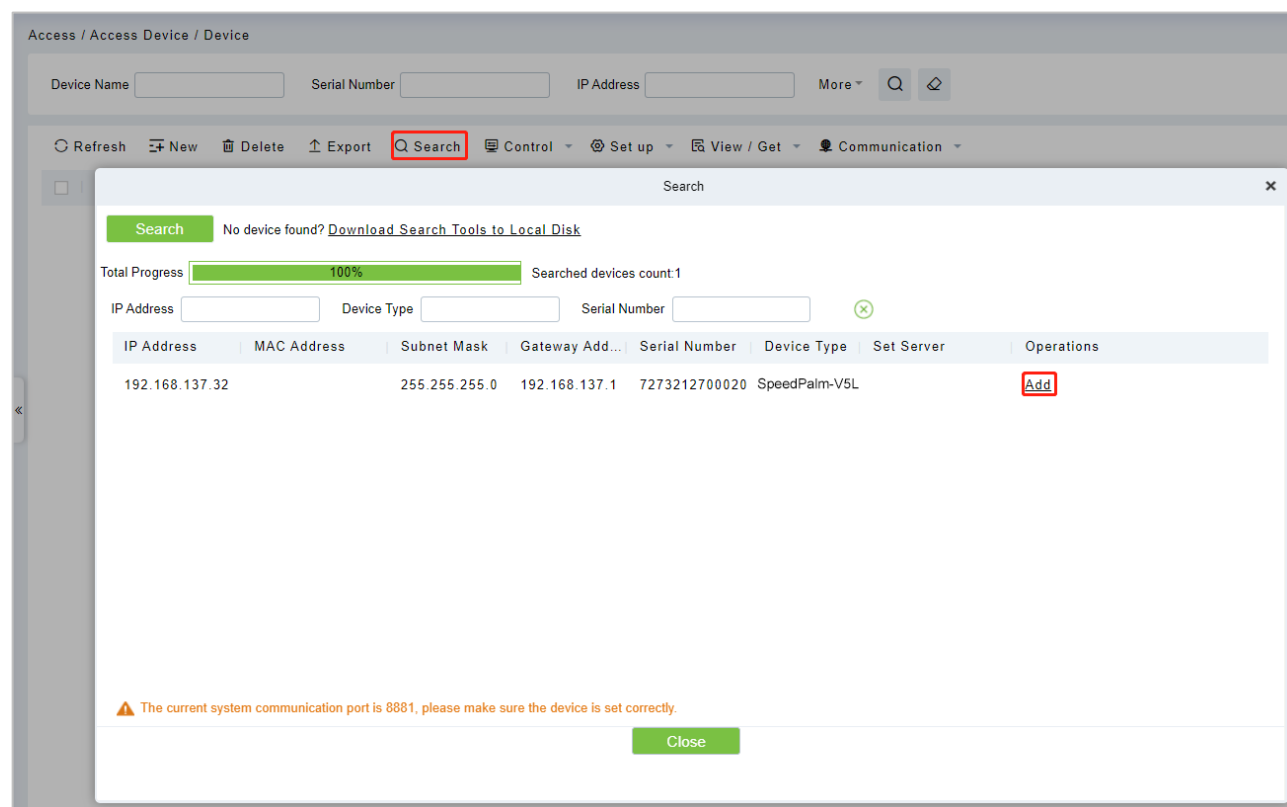 Access / Access Device / Device
Device Name Serial Number IP Address More
Refresh New Delete Export Search Control Set up View / Get Communication
Search
Search No device found? Download Search Tools to Local Disk
Total Progress 100% Searched devices count:1
IP Address Device Type Serial Number
IP Address MAC Address Subnet Mask Gateway Add... Serial Number Device Type Set Server Operations
192.168.137.32 255.255.255.0 192.168.137.1 7273212700020 SpeedPalm-V5L Add
The current system communication port is 8881, please make sure the device is set correctly.
Close